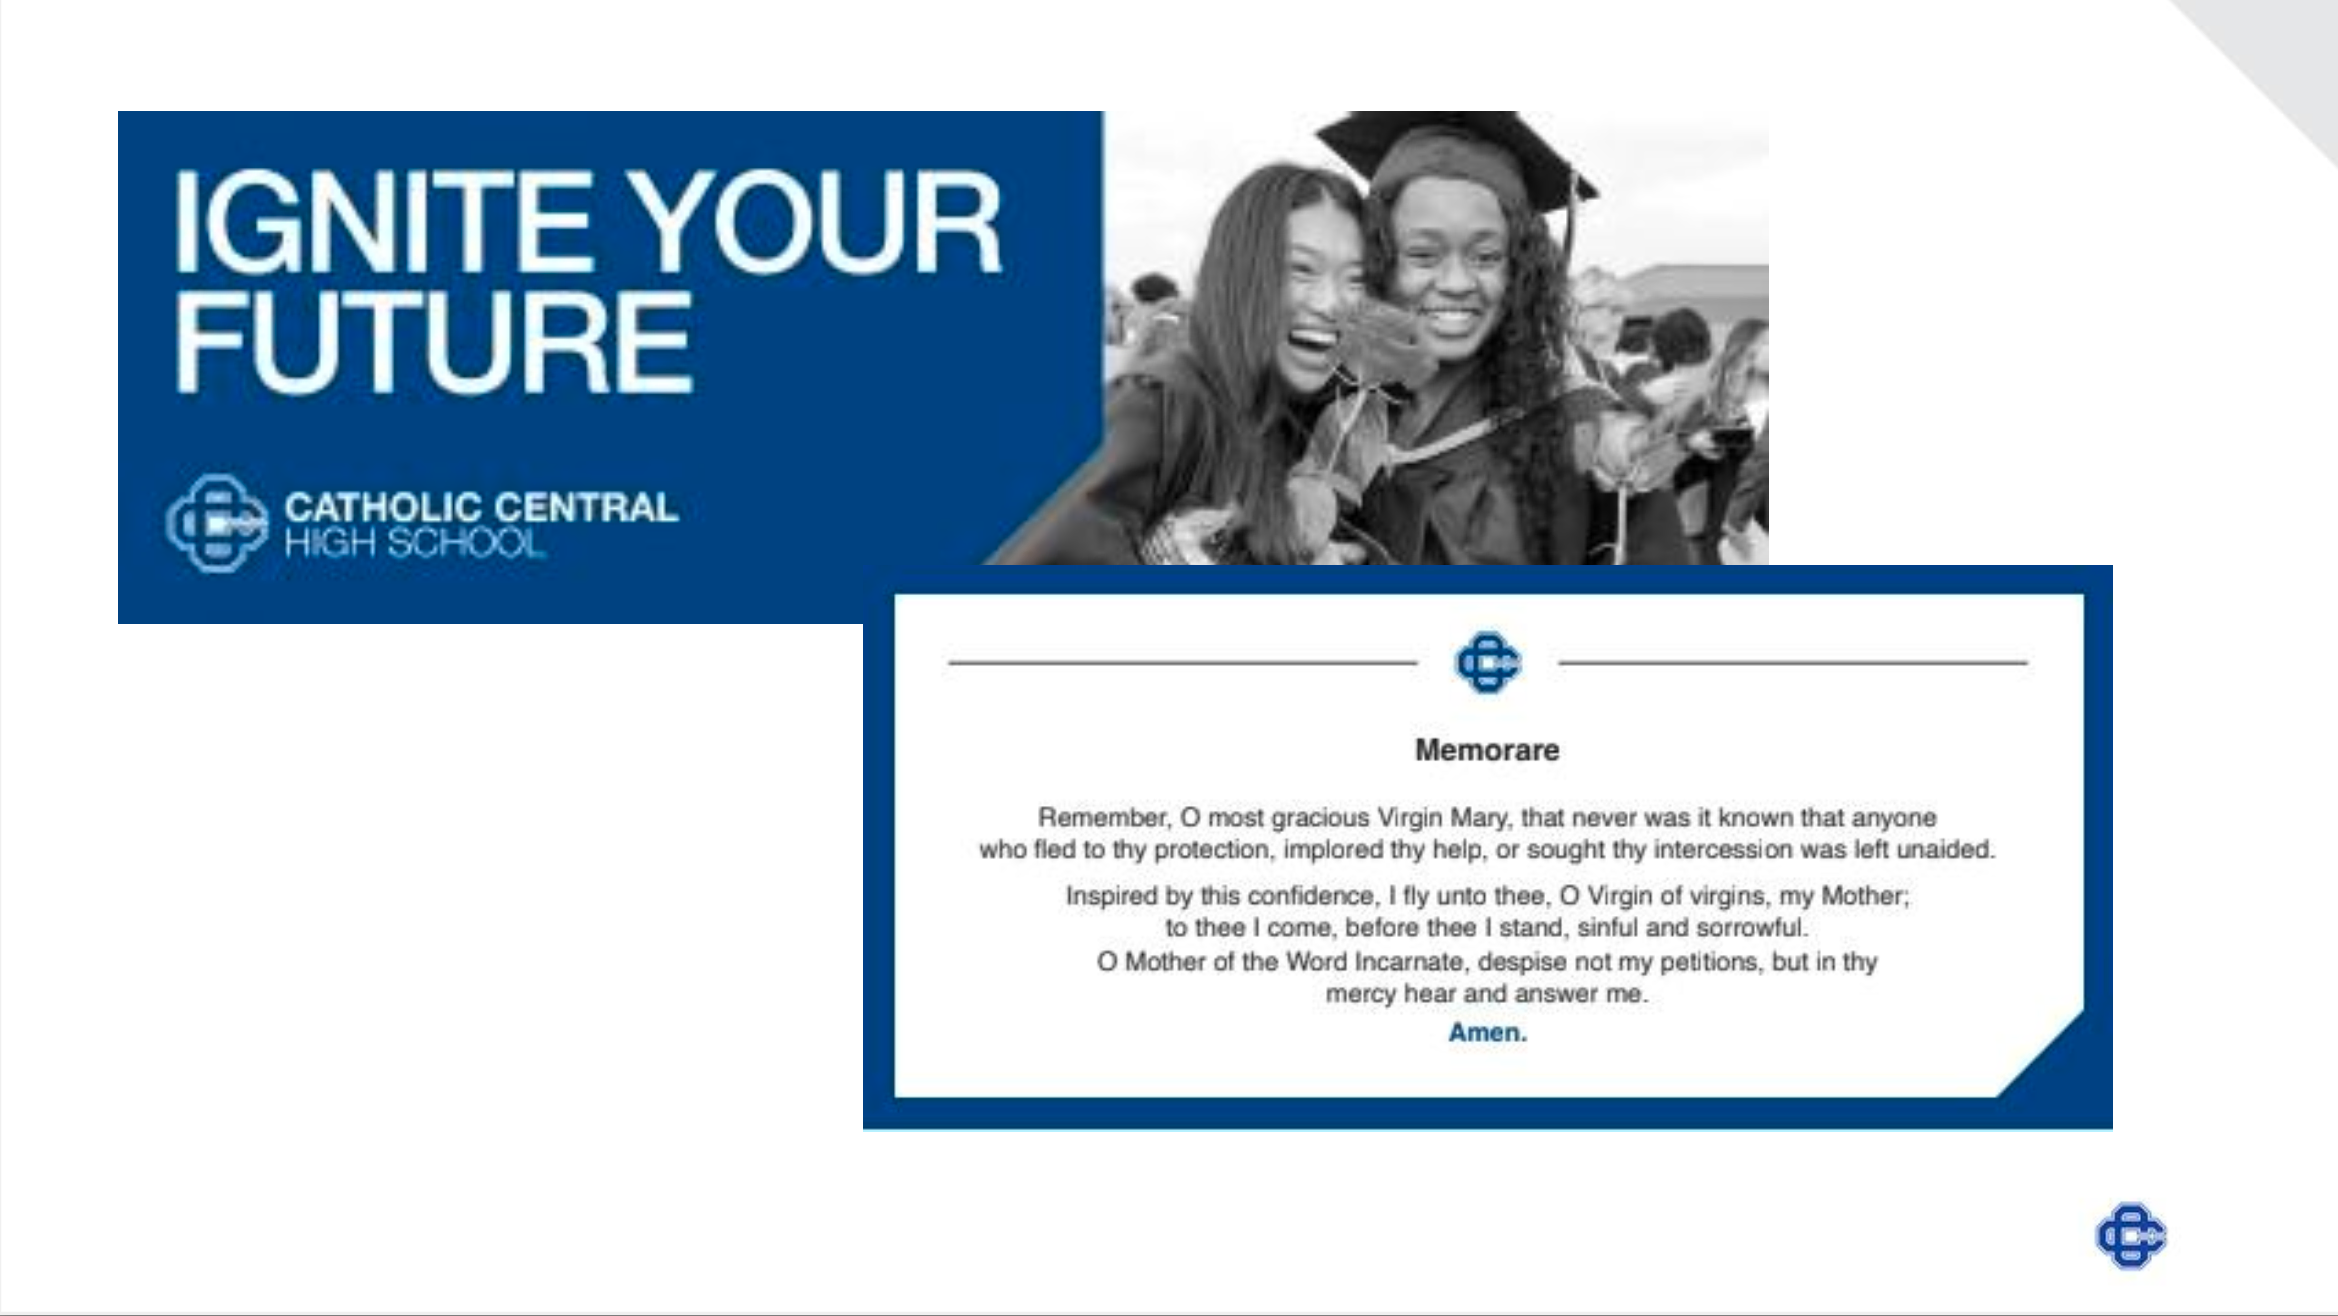 IGNITE YOUR
FUTURE
CATHOLIC CENTRAL
HIGH SCHOOL
Memorare
Remember, O most gracious Virgin Mary, that never was it known that anyone
who fled to thy protection, implored thy help, or sought thy intercession was left unaided.
Inspired by this confidence, I fly unto thee, O Virgin of virgins, my Mother;
to thee I come, before thee I stand, sinful and sorrowful.
O Mother of the Word Incarnate, despise not my petitions, but in thy
mercy hear and answer me.
Amen.